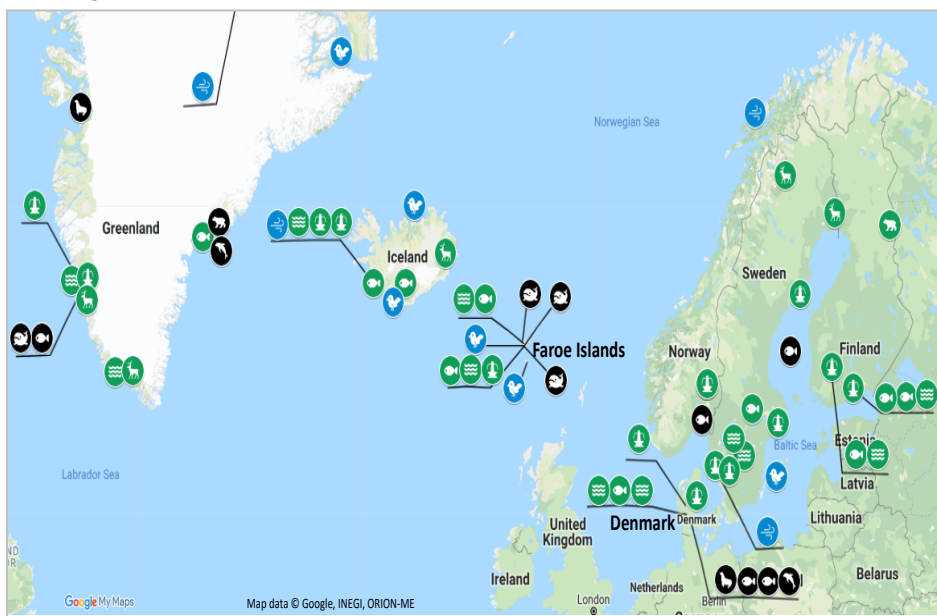 Norwegian Sea
Greenland
Iceland
Sweden
Faroe Islands
Norway
Finland
Baltic Sea
Estonia
Labrador Sea
Latvia
Denmark
Denmark
Lithuania
United
Kingdom
Ireland
Netherlands
Berlin
Belarus
London
Google My Maps
Map data © Google, INEGI, ORION-ME